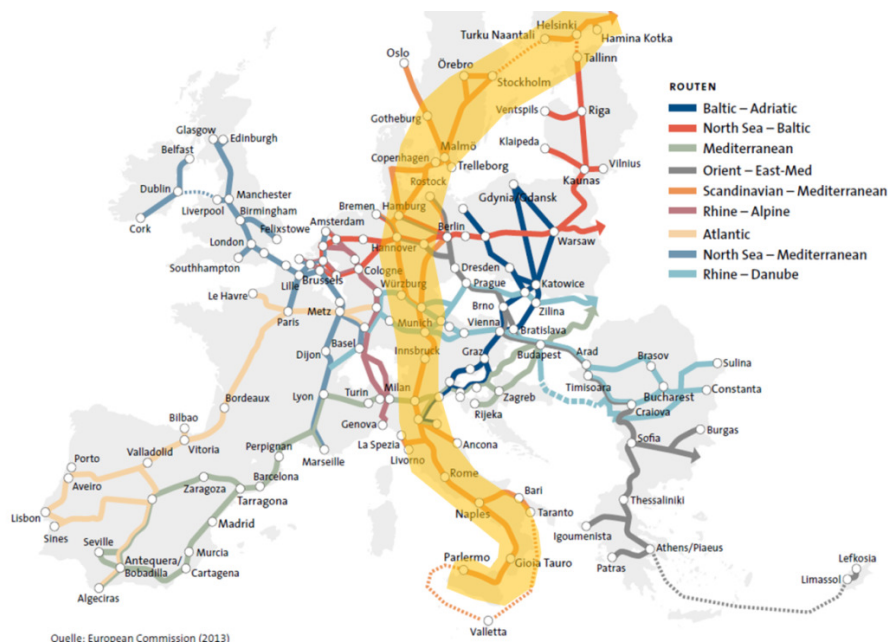 Helsinki
Turku Naantali
Hamina Kotka
Oslo
Örebro
Tallinn
Stockholm
ROUTEN
Baltic – Adriatic
North Sea – Baltic
Mediterranean
Orient – East-Med
Scandinavian – Mediterranean
Rhine – Alpine
Atlantic
North Sea – Mediterranean
Rhine – Danube
Ventspils
Riga
Gotheburg
Glasgow
Edinburgh
Klaipeda
Belfast
Malmö
Copenhagen
Trelleborg
Vilnius
Rostock
Kaunas
Dublin
Manchester
Liverpool
Birmingham
Bremen
Hamburg
Gdynia/Gdansk
Cork
Felixstowe
Amsterdam
Berlin
London
Hannover
Warsaw
Southhampton
Brussels
Cologne
Dresden
Lille
Würzburg
Prague
Katowice
Le Havre
Brno
Zilina
Paris
Metz
Munich
Vienna
Bratislava
Basel
Innsbruck
Graz
Budapest
Arad
Brasov
Sulina
Dijon
Timisoara
Bucharest
Constanta
Lyon
Turin
Milan
Zagreb
Craiova
Bordeaux
Rijeka
Bilbao
Genova
La Spezia
Ancona
Sofia
Burgas
Vitoria
Perpignan
Marseille
Livorno
Valladolid
Porto
Barcelona
Rome
Aveiro
Zaragoza
Tarragona
Bari
Thessaliniki
Lisbon
Madrid
Naples
Taranto
Sines
Igoumenista
Seville
Murcia
Parlermo
Gioia Tauro
Athens/Piaeus
Antequera/
Bobadilla
Cartagena
Patras
Lefkosia
Limassol
Algeciras
Valletta
Quelle: European Commission (2013)